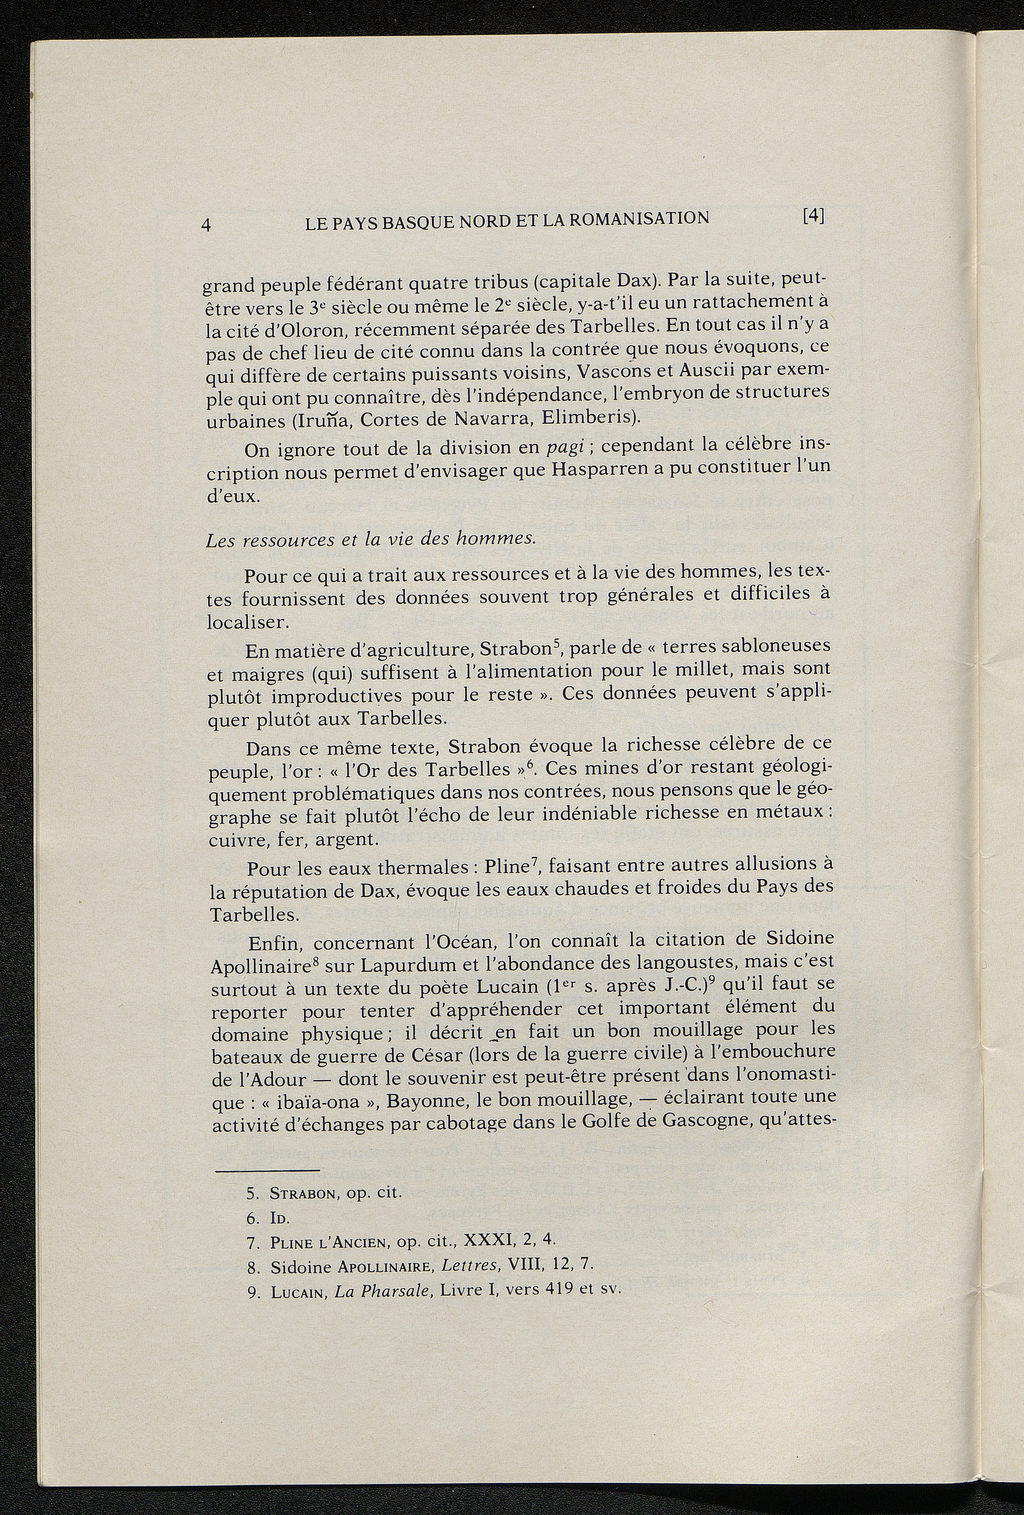 4 LE PAYS BASQUE NORD ET LA ROMANISATION [4]
grand peuple fédérant quatre tribus (capitale Dax). Par la suite, peut-
être vers le 3e siècle ou même le 2e siècle, y-a-t'il eu un rattachement à
la cité d'Oloron, récemment séparée des Tarbelles. En tout cas il n'y a
pas de chef lieu de cité connu dans la contrée que nous évoquons, ce
qui diffère de certains puissants voisins, Vascons et Auscii par exem-
ple qui ont pu connaître, dès l'indépendance, l'embryon de structures
urbaines (Iruña, Cortes de Navarra, Elimberis).
On ignore tout de la division en pagi ; cependant la célèbre ins-
cription nous permet d'envisager que Hasparren a pu constituer l'un
d'eux.
Les ressources et la vie des hommes.
Pour ce qui a trait aux ressources et à la vie des hommes, les tex-
tes fournissent des données souvent trop générales et difficiles à
localiser.
En matière d'agriculture, Strabon5, parle de « terres sabloneuses
et maigres (qui) suffisent à l'alimentation pour le millet, mais sont
plutôt improductives pour le reste ». Ces données peuvent s'appli-
quer plutôt aux Tarbelles.
Dans ce même texte, Strabon évoque la richesse célèbre de ce
peuple, l'or : « l'Or des Tarbelles »6. Ces mines d'or restant géologi-
quement problématiques dans nos contrées, nous pensons que le géo-
graphe se fait plutôt l'écho de leur indéniable richesse en métaux :
cuivre, fer, argent.
Pour les eaux thermales : Pline7, faisant entre autres allusions à
la réputation de Dax, évoque les eaux chaudes et froides du Pays des
Tarbelles.
Enfin, concernant l'Océan, l'on connaît la citation de Sidoine
Apollinaire8 sur Lapurdum et l'abondance des langoustes, mais c'est
surtout à un texte du poète Lucain (1er s. après J.-C.)9 qu'il faut se
reporter pour tenter d'appréhender cet important élément du
domaine physique ; il décrit en fait un bon mouillage pour les
bateaux de guerre de César (lors de la guerre civile) à l'embouchure
de l'Adour — dont le souvenir est peut-être présent dans l'onomasti-
que : « ibaïa-ona », Bayonne, le bon mouillage, — éclairant toute une
activité d'échanges par cabotage dans le Golfe de Gascogne, qu'attes-
5. STRABON, op. cit.
6. ID.
7. PLINE L'ANCIEN, op. cit., XXXI, 2, 4.
8. Sidoine APOLLINAIRE, Lettres, VIII, 12, 7.
9. LUCAIN, La Pharsale, Livre I, vers 419 et sv.